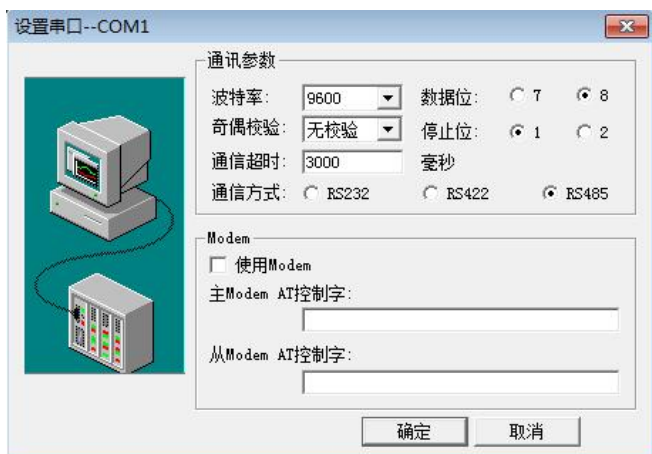 设置串口--COM1
通讯参数
波特率: 9600 数据位: 7 8
奇偶校验: 无校验 停止位: 1 2
通信超时: 3000 毫秒
通信方式: RS232 RS422 RS485
Modem
使用Modem
主Modem AT控制字:
从Modem AT控制字:
确定 取消